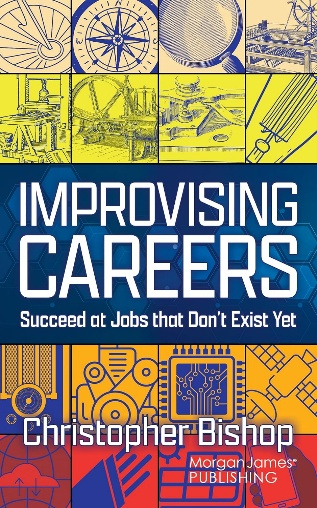 IMPROVISING
CAREERS
Succeed at Jobs that Don't Exist Yet
Christopher Bishop
Morgan James®
PUBLISHING